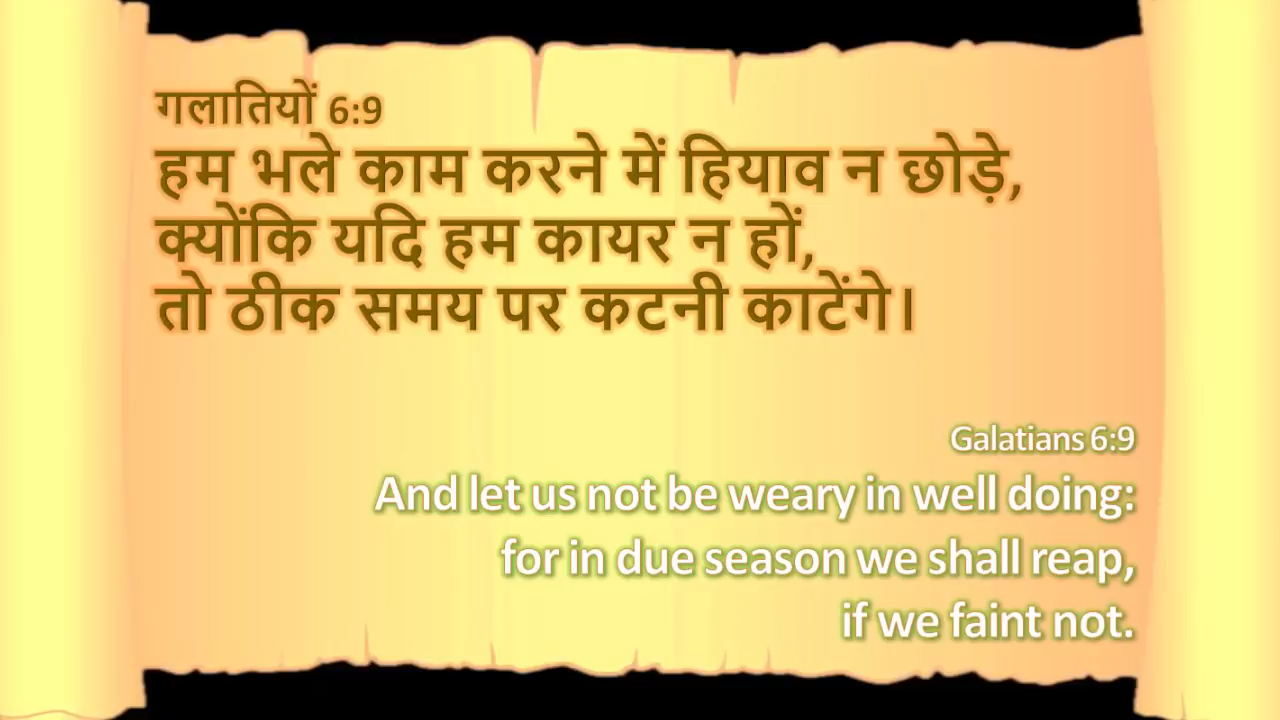 गलातियों 6:9
हम भले काम करने में हियाव न छोड़े,
क्योंकि यदि हम कायर न हों,
तो ठीक समय पर कटनी काटेंगे।
Galatians 6:9
And let us not be weary in well doing:
for in due season we shall reap,
if we faint not.